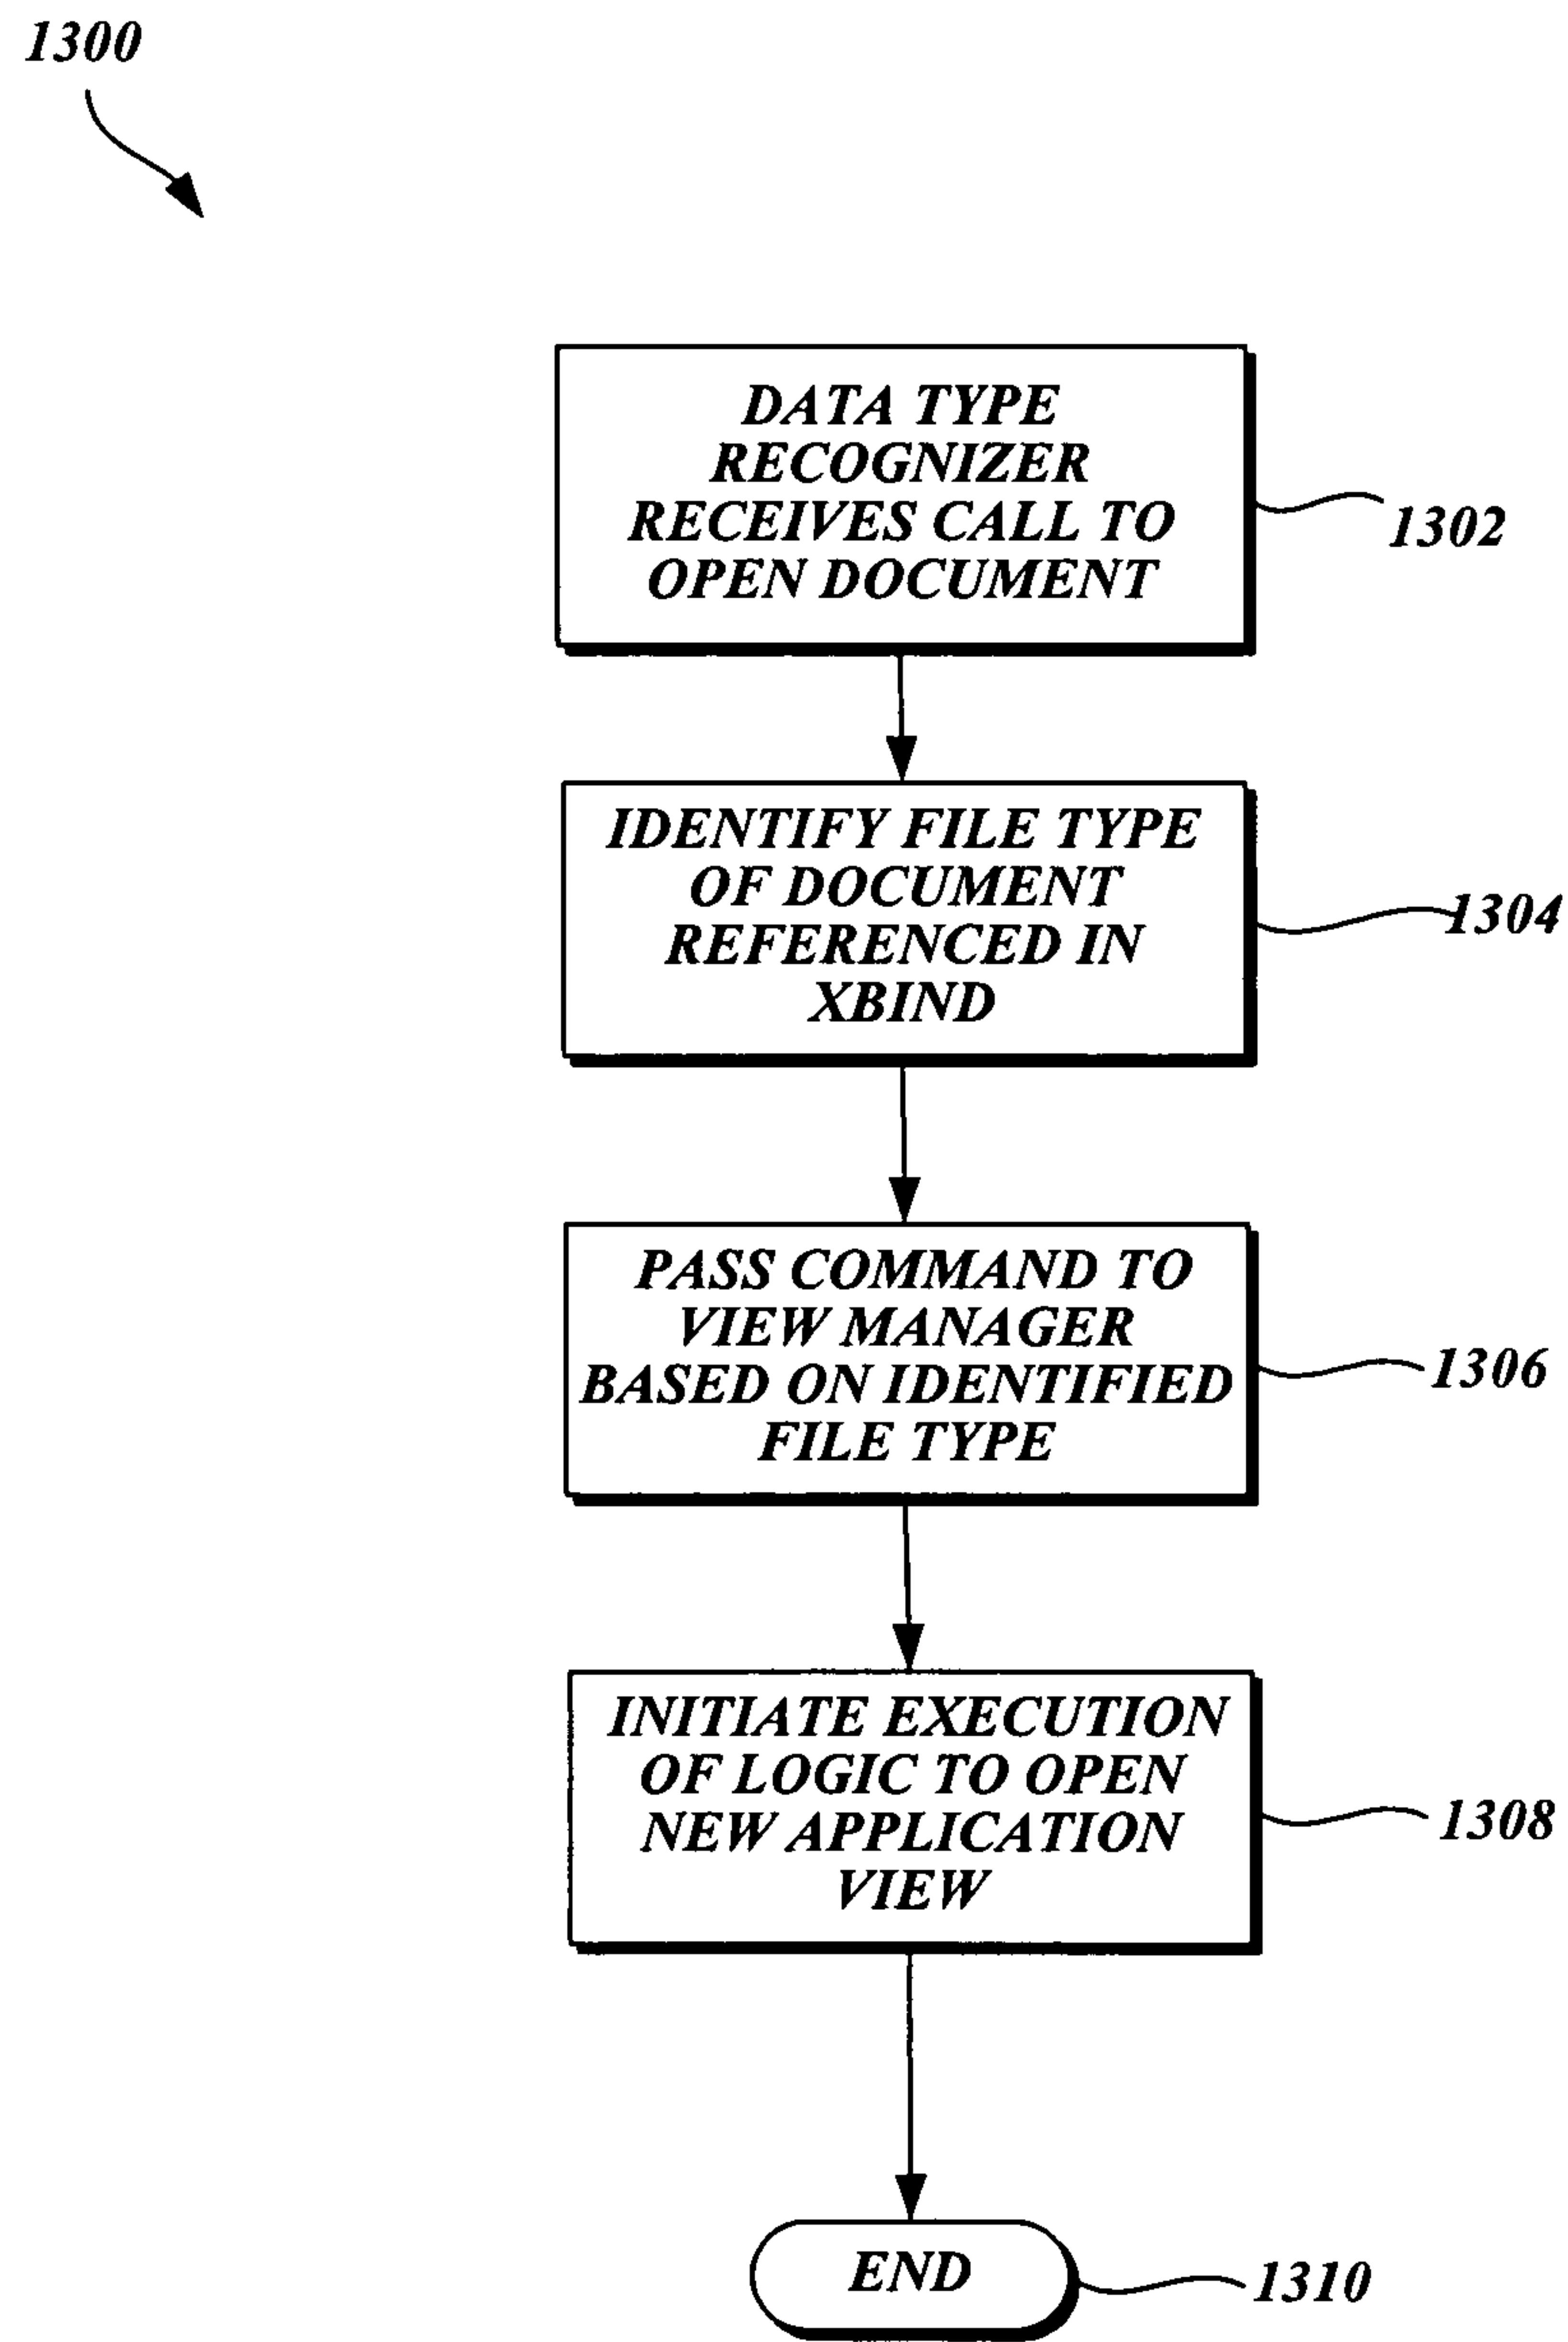 1300
DATA TYPE
RECOGNIZER
RECEIVES CALL TO
OPEN DOCUMENT
1302
IDENTIFY FILE TYPE
OF DOCUMENT
REFERENCED IN
XBIND
1304
PASS COMMAND TO
VIEW MANAGER
BASED ON IDENTIFIED
FILE TYPE
1306
INITIATE EXECUTION
OF LOGIC TO OPEN
NEW APPLICATION
VIEW
1308
END
1310